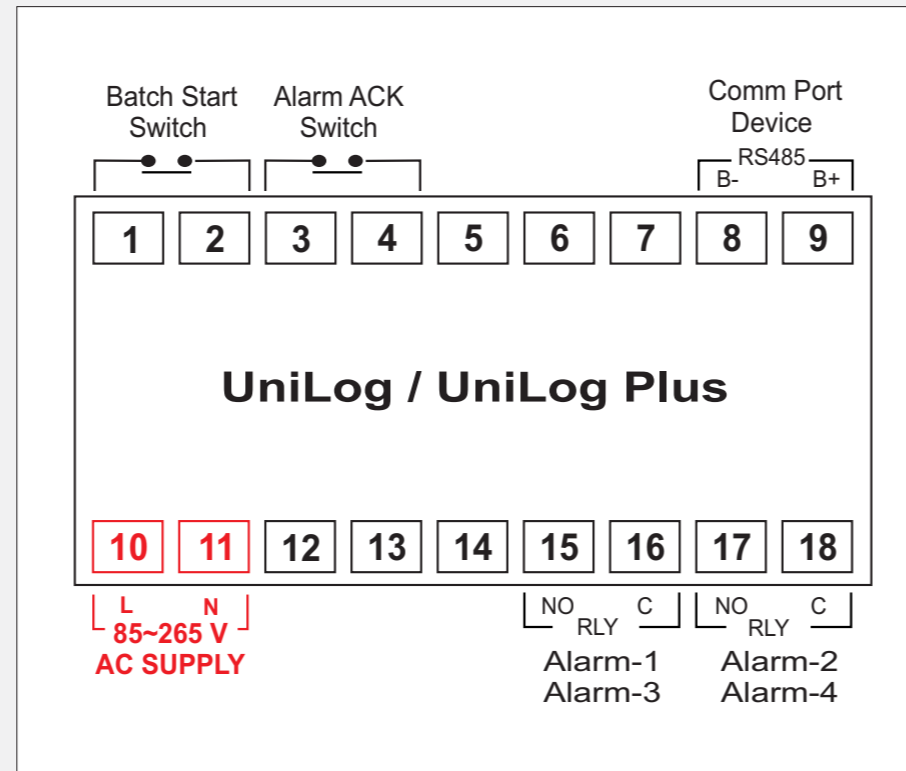 Batch Start
Switch
Alarm ACK
Switch
Comm Port
Device
RS485
B- B+
1 2 3 4 5 6 7 8 9
UniLog / UniLog Plus
10 11 12 13 14 15 16 17 18
L N
85~265 V
AC SUPPLY
NO C
RLY
Alarm-1
Alarm-3
NO C
RLY
Alarm-2
Alarm-4